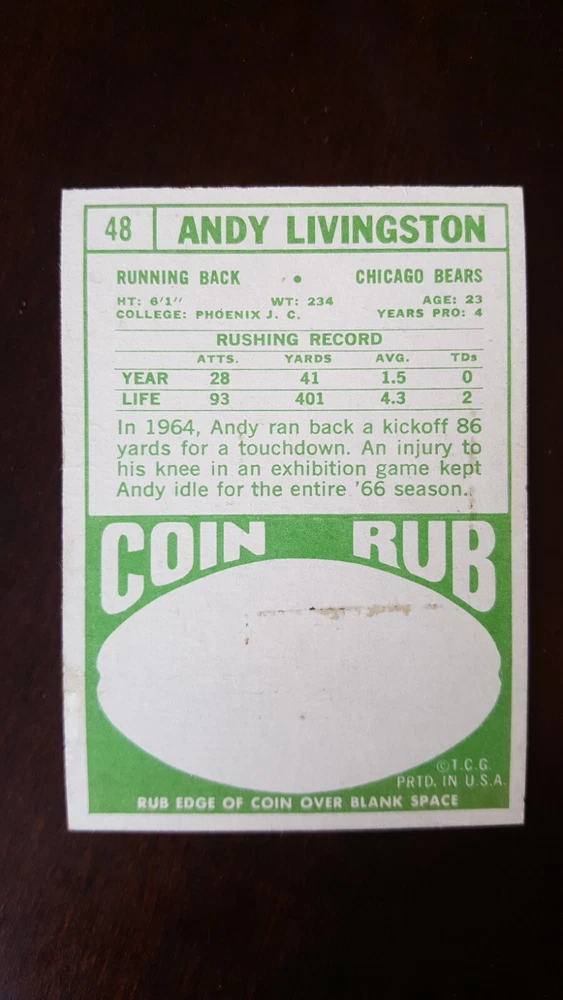 48 ANDY LIVINGSTON
RUNNING BACK • CHICAGO BEARS
HT: 6'1" WT: 234 AGE: 23
COLLEGE: PHOENIX J. C. YEARS PRO: 4
RUSHING RECORD
ATTS. YARDS AVG. TDs
YEAR 28 41 1.5 0
LIFE 93 401 4.3 2
In 1964, Andy ran back a kickoff 86
yards for a touchdown. An injury to
his knee in an exhibition game kept
Andy idle for the entire '66 season.
COIN RUB
©T.C.G.
PRTD. IN U.S.A.
RUB EDGE OF COIN OVER BLANK SPACE